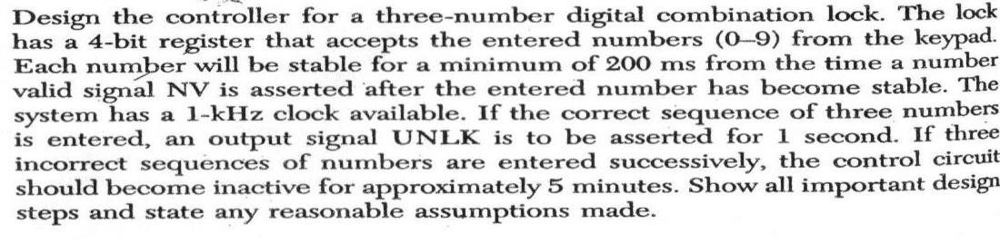 Design the controller for a three-number digital combination lock. The lock
has a 4-bit register that accepts the entered numbers (0–9) from the keypad.
Each number will be stable for a minimum of 200 ms from the time a number
valid signal NV is asserted after the entered number has become stable. The
system has a 1-kHz clock available. If the correct sequence of three numbers
is entered, an output signal UNLK is to be asserted for 1 second. If three
incorrect sequences of numbers are entered successively, the control circuit
should become inactive for approximately 5 minutes. Show all important design
steps and state any reasonable assumptions made.